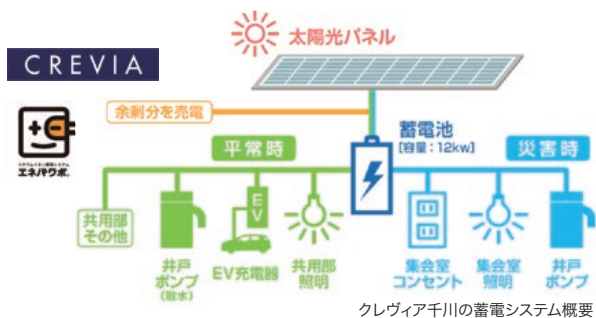 太陽光パネル
CREVIA
余剰分を売電
蓄電池
[容量：12kw]
平常時
災害時
エネパワボ
EV
共用部
その他
井戸
ポンプ
(散水)
EV充電器
共用部
照明
集会室
コンセント
集会室
照明
井戸
ポンプ
クレヴィア千川の蓄電システム概要